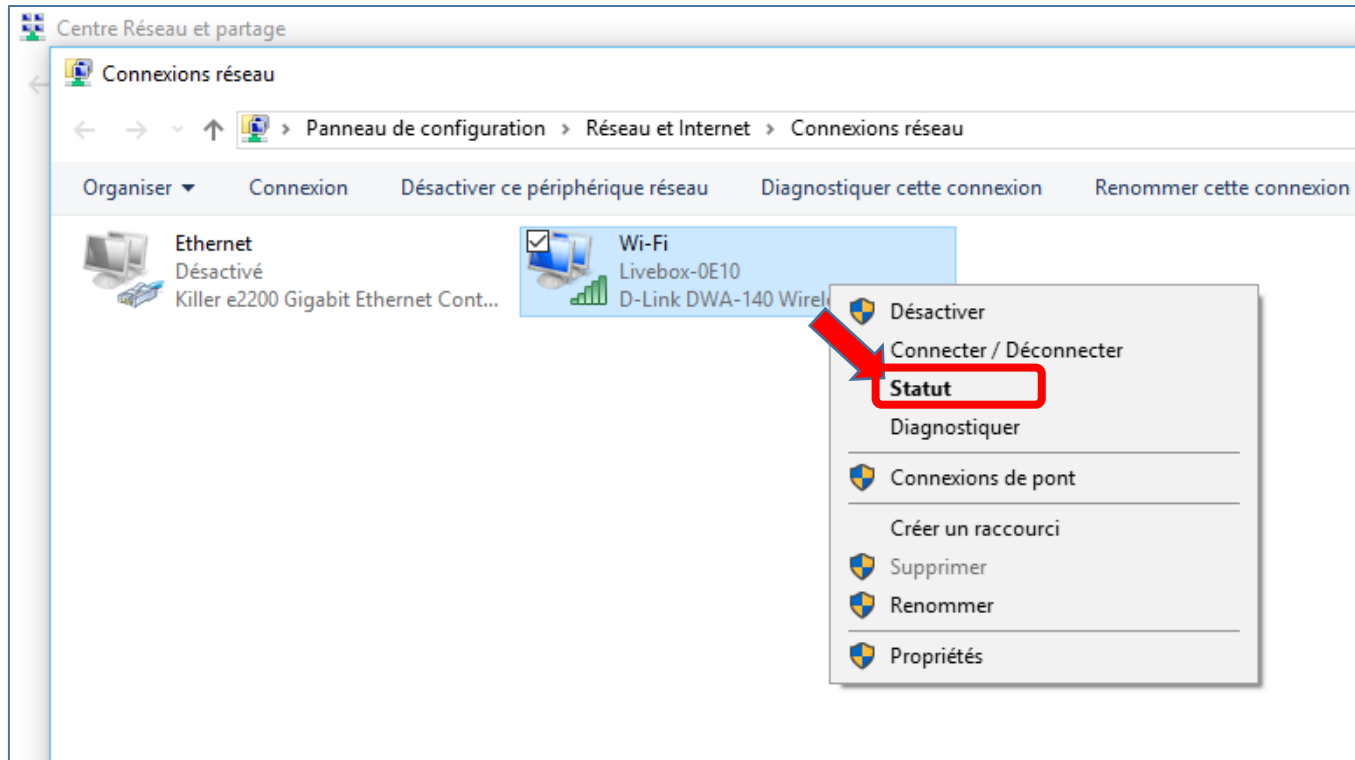 Centre Réseau et partage
Connexions réseau
Panneau de configuration > Réseau et Internet > Connexions réseau
Organiser Connexion Désactiver ce périphérique réseau Diagnostiquer cette connexion Renommer cette connexion
Ethernet
Désactivé
Killer e2200 Gigabit Ethernet Cont...
Wi-Fi
Livebox-0E10
D-Link DWA-140
Désactiver
Connecter / Déconnecter
Statut
Diagnostiquer
Connexions de pont
Créer un raccourci
Supprimer
Renommer
Propriétés